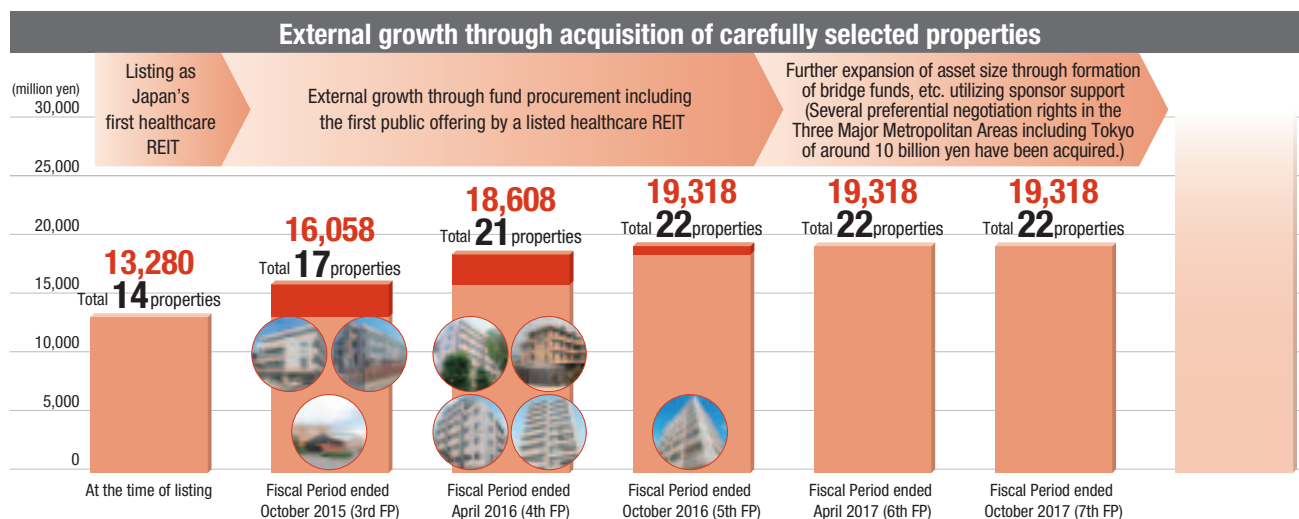 External growth through acquisition of carefully selected properties
Listing as
Japan's
first healthcare
REIT
External growth through fund procurement including
the first public offering by a listed healthcare REIT
Further expansion of asset size through formation
of bridge funds, etc. utilizing sponsor support
(Several preferential negotiation rights in the
Three Major Metropolitan Areas including Tokyo
of around 10 billion yen have been acquired.)
(million yen)
30,000
25,000
20,000
15,000
10,000
5,000
0
13,280
Total 14 properties
16,058
Total 17 properties
18,608
Total 21 properties
19,318
Total 22 properties
19,318
Total 22 properties
19,318
Total 22 properties
At the time of listing
Fiscal Period ended
October 2015 (3rd FP)
Fiscal Period ended
April 2016 (4th FP)
Fiscal Period ended
October 2016 (5th FP)
Fiscal Period ended
April 2017 (6th FP)
Fiscal Period ended
October 2017 (7th FP)